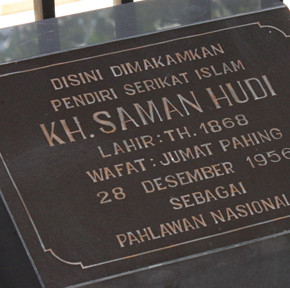 DISINI DIMAKAMKAN
PENDIRI SERIKAT ISLAM
KH. SAMAN HUDI
LAHIR : TH. 1868
WAFAT : JUMAT PAHING
28 DESEMBER 1956
SEBAGAI
PAHLAWAN NASIONAL